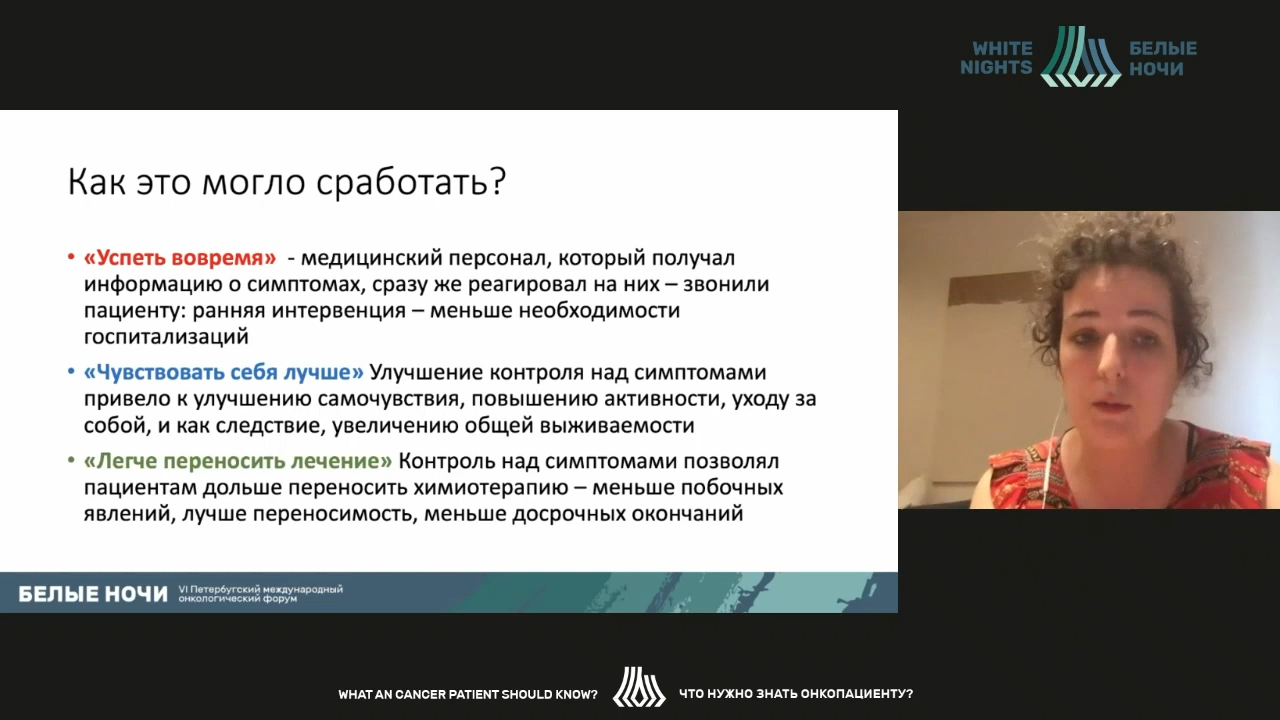 WHITE
NIGHTS
БЕЛЫЕ
НОЧИ
Как это могло сработать?
• «Успеть вовремя» - медицинский персонал, который получал
информацию о симптомах, сразу же реагировал на них – звонили
пациенту: ранняя интервенция – меньше необходимости
госпитализаций
• «Чувствовать себя лучше» Улучшение контроля над симптомами
привело к улучшению самочувствия, повышению активности, уходу за
собой, и как следствие, увеличению общей выживаемости
• «Легче переносить лечение» Контроль над симптомами позволял
пациентам дольше переносить химиотерапию – меньше побочных
явлений, лучше переносимость, меньше досрочных окончаний
БЕЛЫЕ НОЧИ
VI Петербургский международный
онкологический форум
WHAT AN CANCER PATIENT SHOULD KNOW?
ЧТО НУЖНО ЗНАТЬ ОНКОПАЦИЕНТУ?